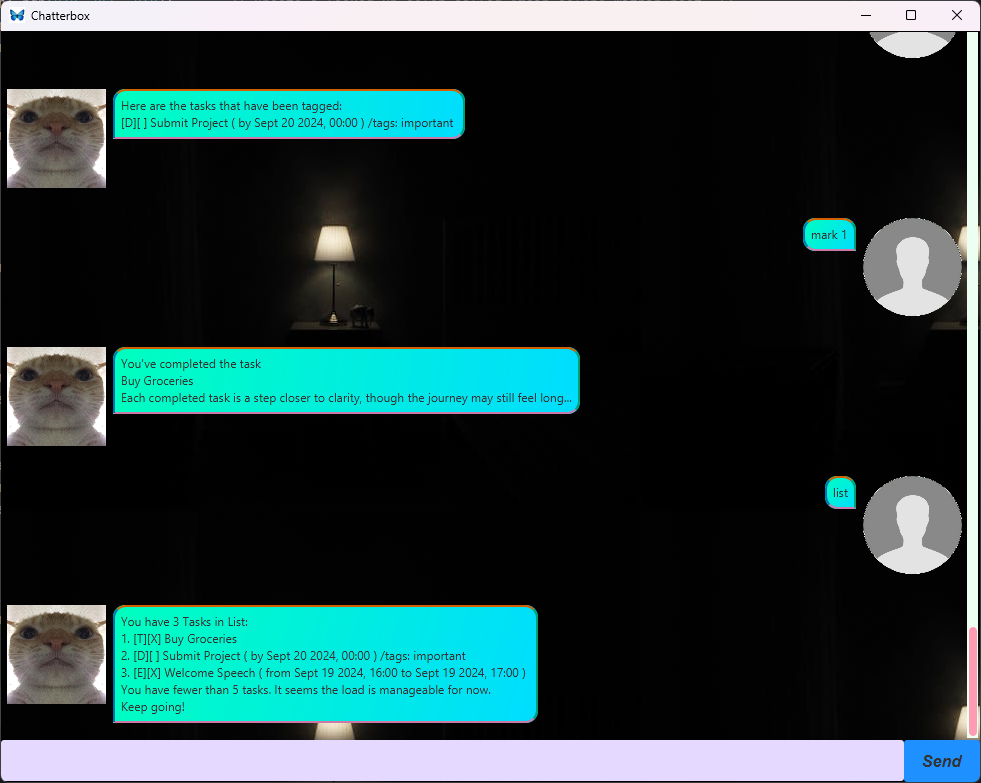 Chatterbox
Here are the tasks that have been tagged:
[D][ ] Submit Project ( by Sept 20 2024, 00:00 ) /tags: important
mark 1
You've completed the task
Buy Groceries
Each completed task is a step closer to clarity, though the journey may still feel long...
list
You have 3 Tasks in List:
1. [T][X] Buy Groceries
2. [D][ ] Submit Project ( by Sept 20 2024, 00:00 ) /tags: important
3. [E][X] Welcome Speech ( from Sept 19 2024, 16:00 to Sept 19 2024, 17:00 )
You have fewer than 5 tasks. It seems the load is manageable for now.
Keep going!
Send